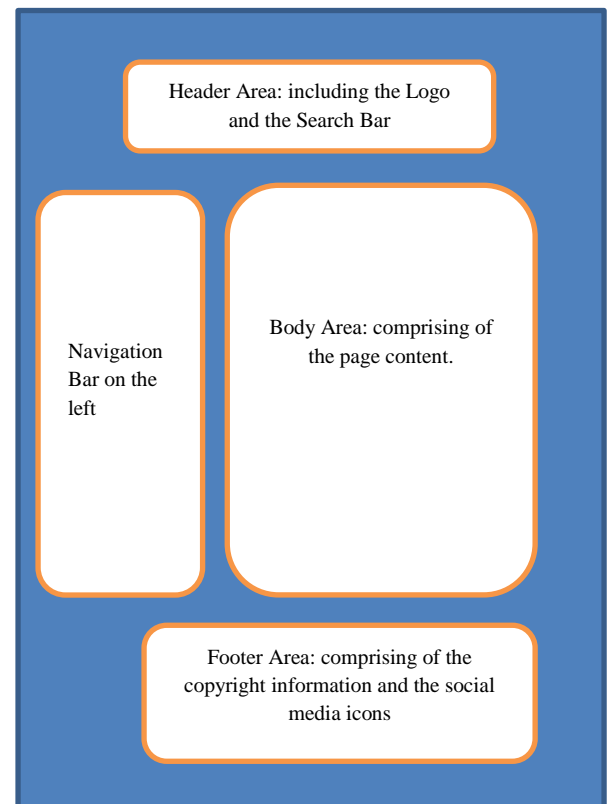 Header Area: including the Logo
and the Search Bar
Navigation
Bar on the
left
Body Area: comprising of
the page content.
Footer Area: comprising of the
copyright information and the social
media icons